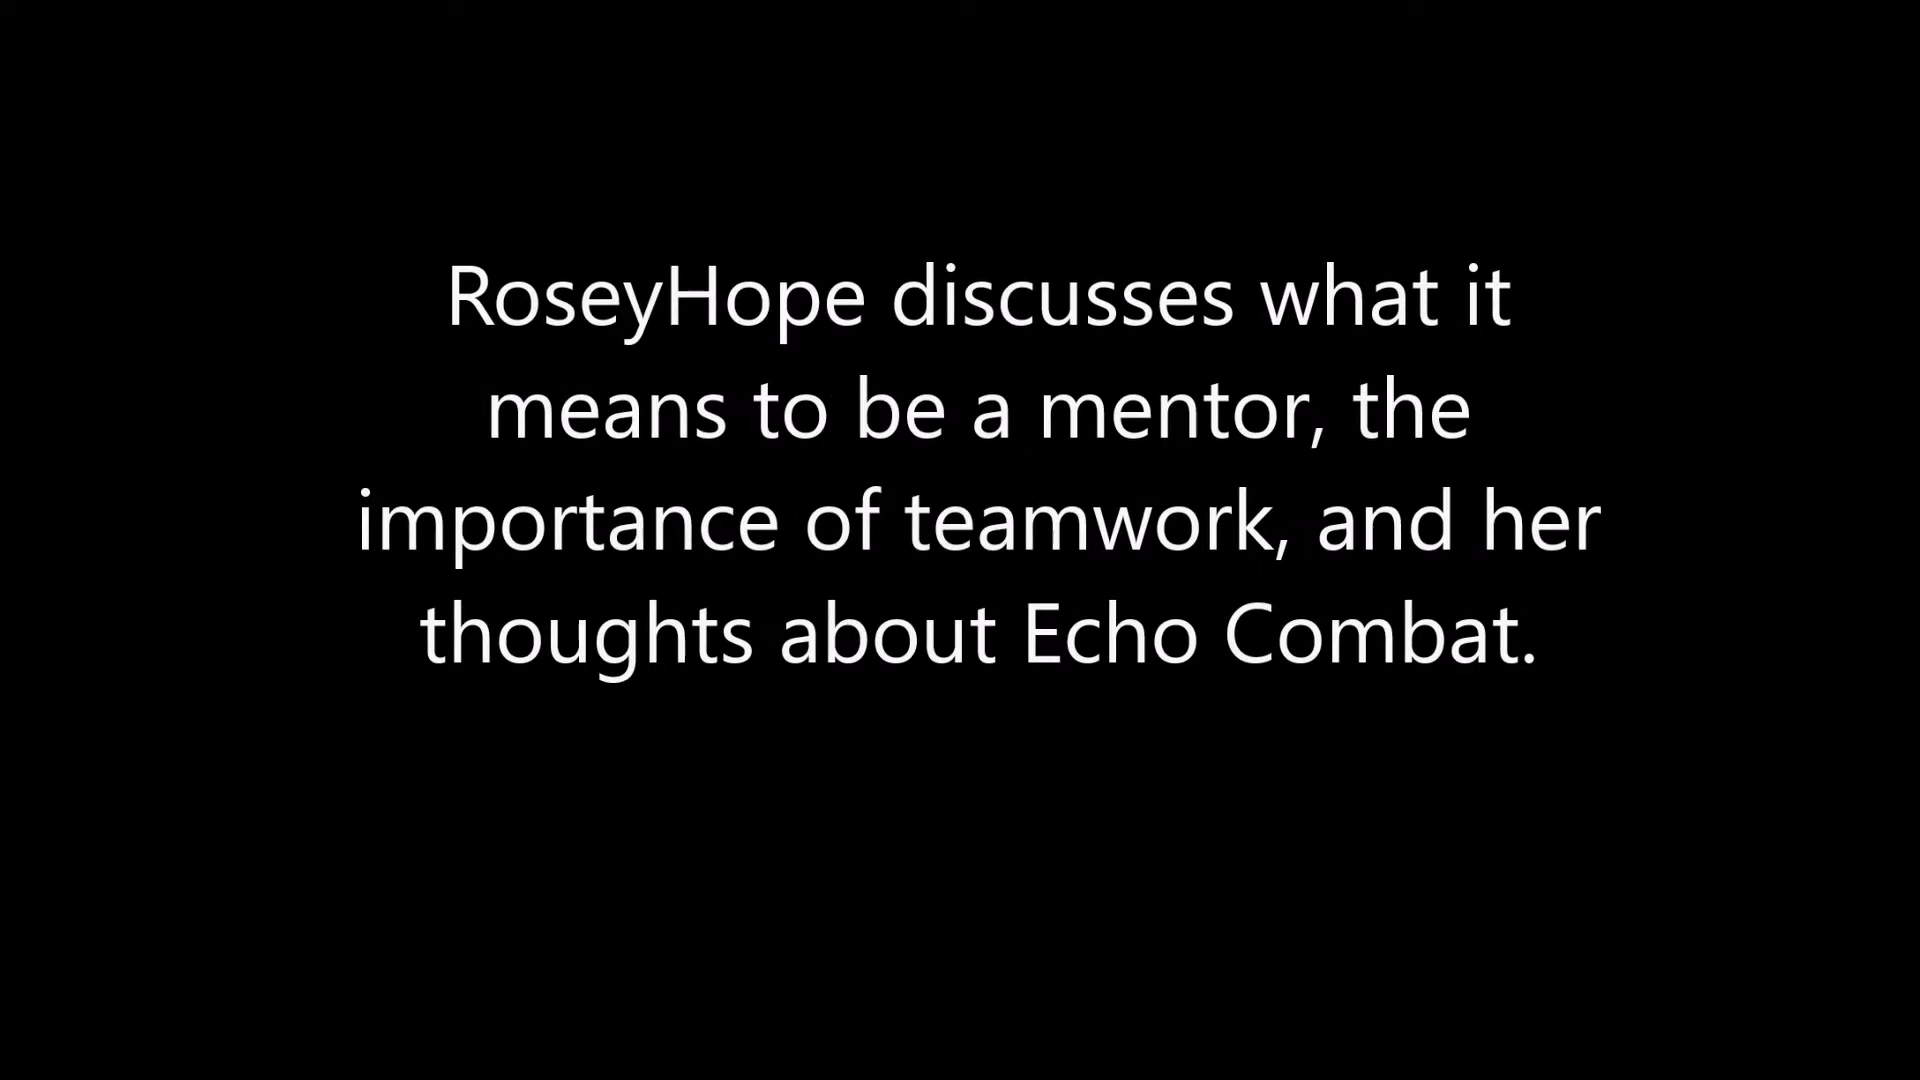 RoseyHope discusses what it
means to be a mentor, the
importance of teamwork, and her
thoughts about Echo Combat.